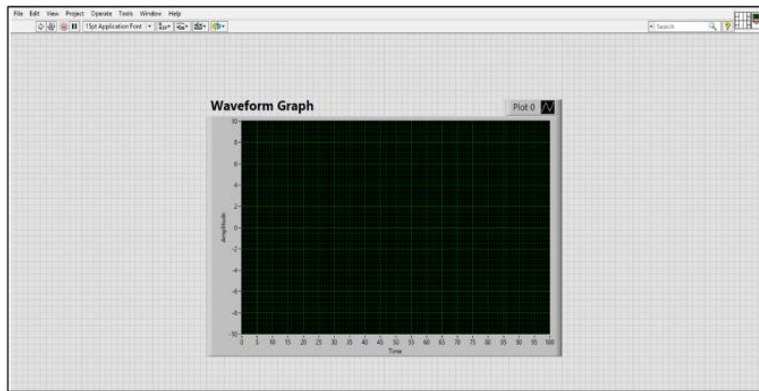 File Edit View Project Operate Tools Window Help
15pt Application Font
Search
Waveform Graph
Plot 0
10
8
6
4
2
0
-2
-4
-6
-8
-10
Amplitude
0 5 10 15 20 25 30 35 40 45 50 55 60 65 70 75 80 85 90 95 100
Time